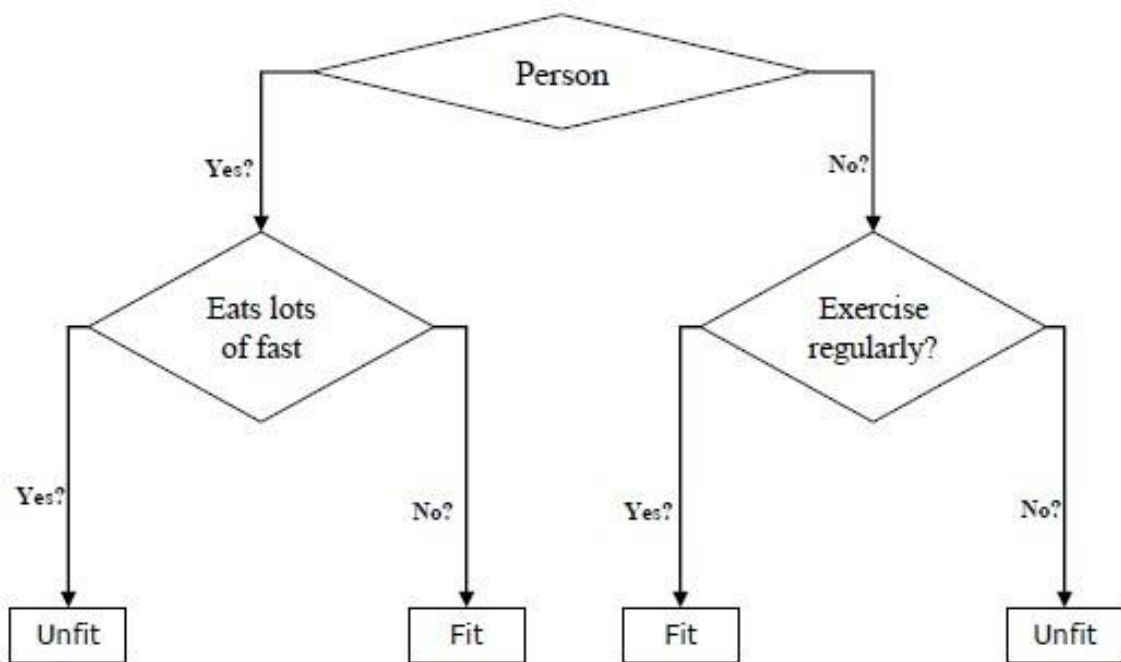 Person
Yes?
No?
Eats lots
of fast
Exercise
regularly?
Yes?
No?
Yes?
No?
Unfit
Fit
Fit
Unfit